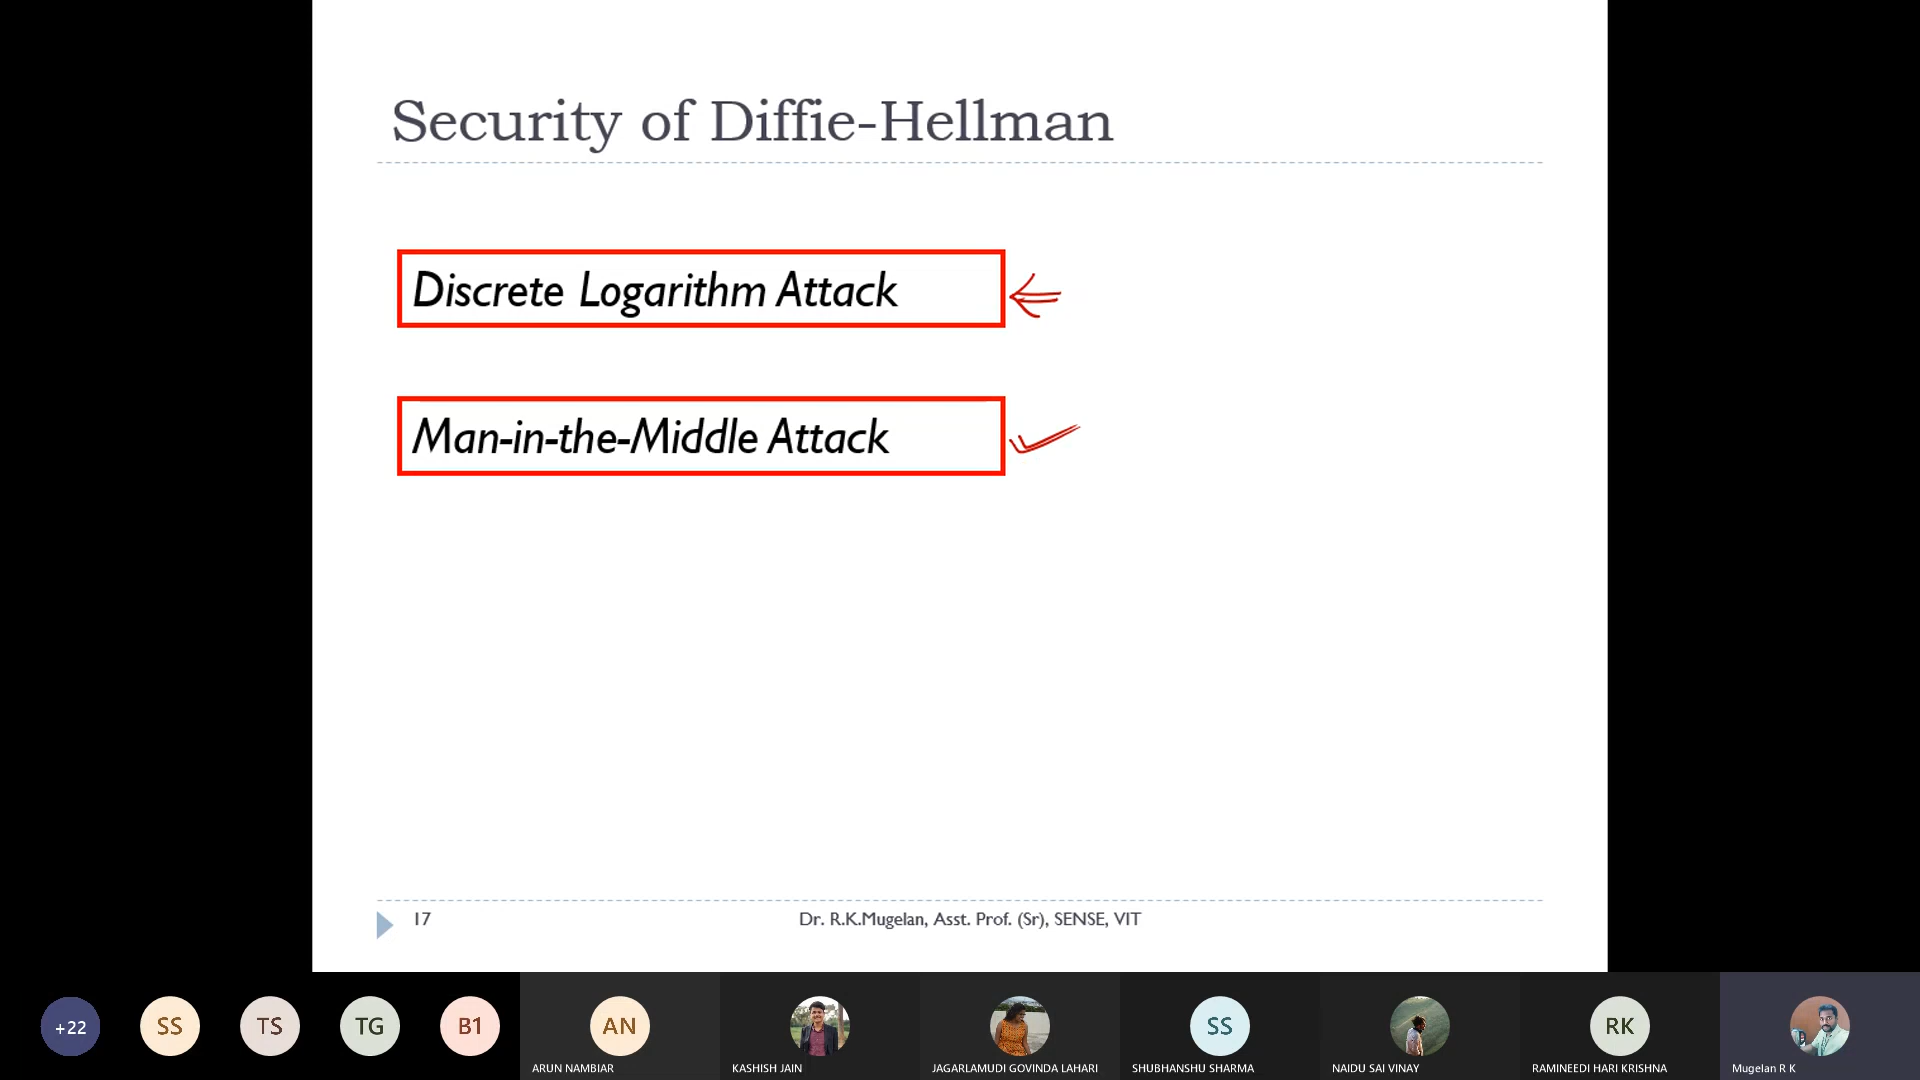 Security of Diffie-Hellman
Discrete Logarithm Attack
Man-in-the-Middle Attack
17
Dr. R.K.Mugelan, Asst. Prof. (Sr), SENSE, VIT
+22
SS
TS
TG
B1
AN
SS
RK
ARUN NAMBIAR
KASHISH JAIN
JAGARLAMUDI GOVINDA LAHARI
SHUBHANSHU SHARMA
NAIDU SAI VINAY
RAMINEEDI HARI KRISHNA
Mugelan R K